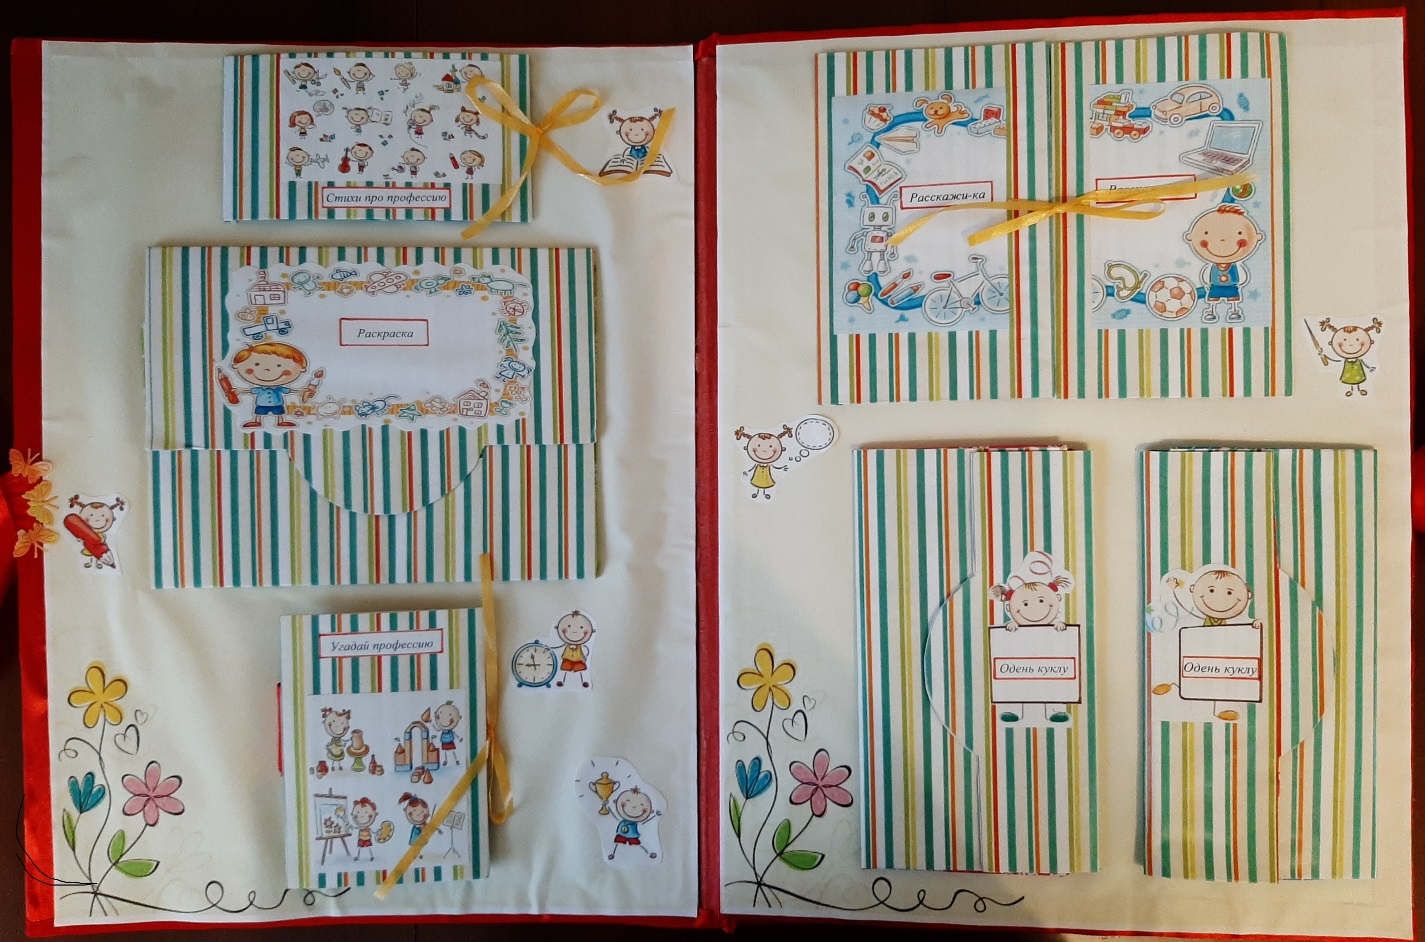 Стихи про профессию
Раскраска
Угадай профессию
Расскажи-ка
Одень куклу
Одень куклу